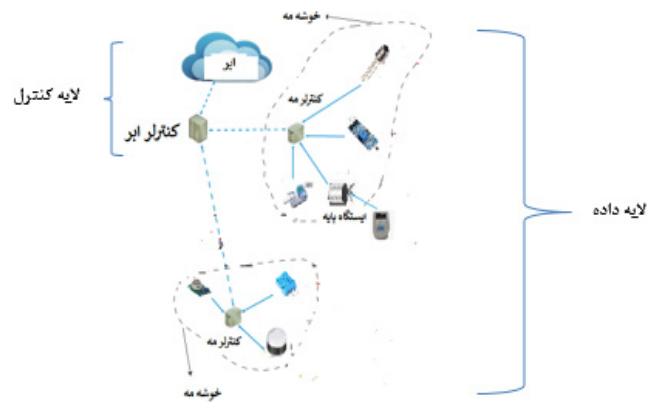 خوشه مه
ابر
لایه کنترل
کنترلر مه
کنترلر ابر
ایستگاه پایه
لایه داده
کنترلر مه
خوشه مه